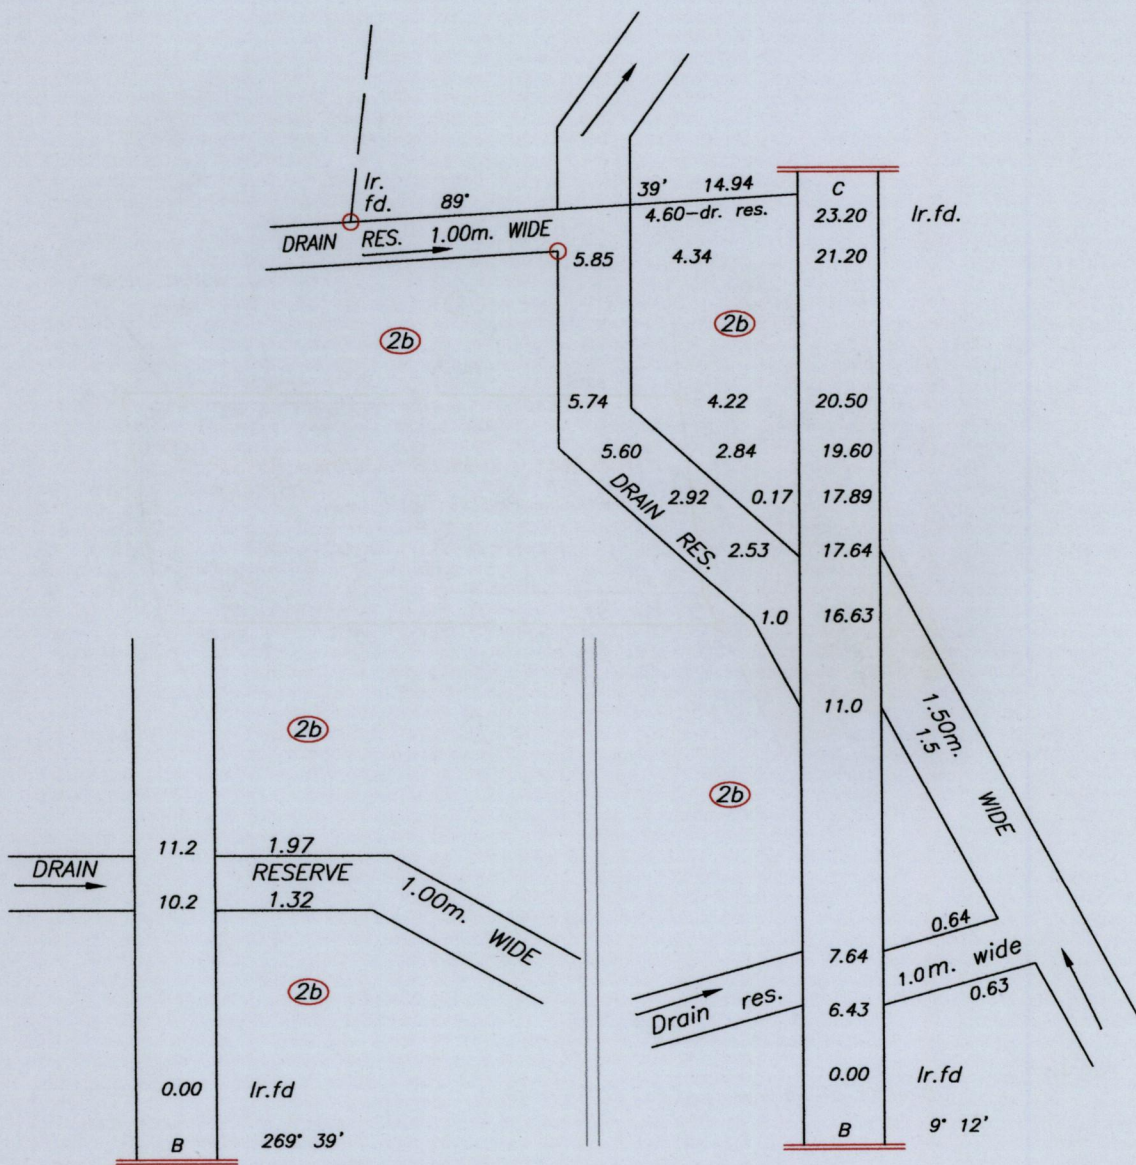 Ir.
fd.
89°
39'
14.94
C
DRAIN
RES.
1.00m. WIDE
4.60-dr. res.
23.20
Ir.fd.
5.85
4.34
21.20
2b
2b
5.74
4.22
20.50
5.60
2.84
19.60
DRAIN
RES.
2.92
0.17
17.89
2.53
17.64
1.0
16.63
11.0
1.50m.
1.5
WIDE
2b
0.64
7.64
1.0m. wide
0.63
Drain res.
6.43
0.00
Ir.fd
B
9° 12'
2b
11.2
1.97
DRAIN
RESERVE
10.2
1.32
1.00m.
WIDE
2b
0.00
Ir.fd
B
269° 39'